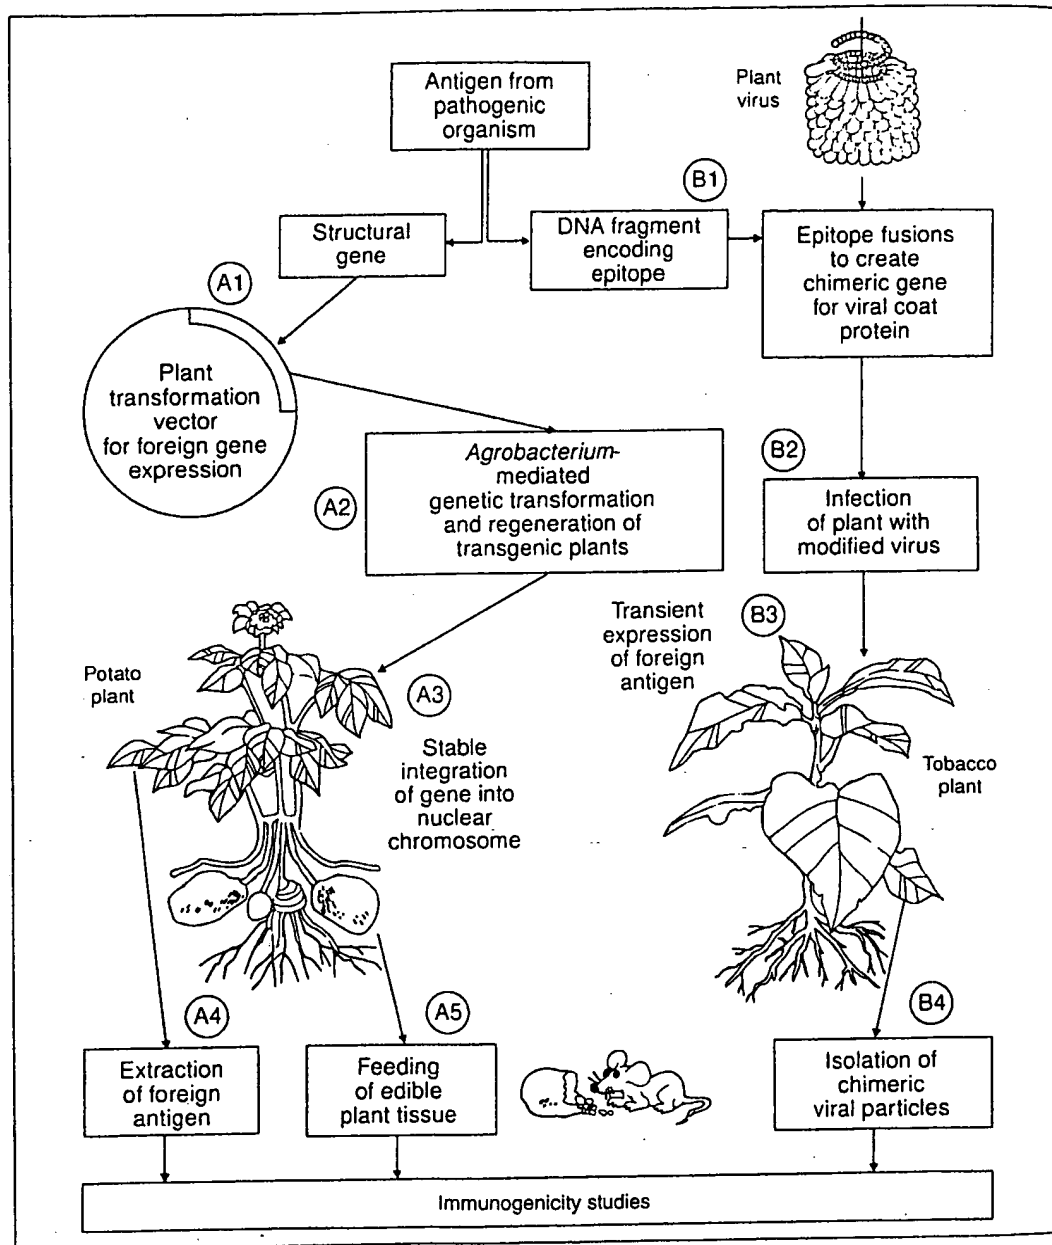 Antigen from
pathogenic
organism
Plant
virus
B1
Structural
gene
DNA fragment
encoding
epitope
Epitope fusions
to create
chimeric gene
for viral coat
protein
A1
Plant
transformation
vector
for foreign gene
expression
A2
Agrobacterium-
mediated
genetic transformation
and regeneration of
transgenic plants
B2
Infection
of plant with
modified virus
Potato
plant
A3
Stable
integration
of gene into
nuclear
chromosome
Transient
expression
of foreign
antigen
B3
Tobacco
plant
A4
Extraction
of foreign
antigen
A5
Feeding
of edible
plant tissue
B4
Isolation of
chimeric
viral particles
Immunogenicity studies